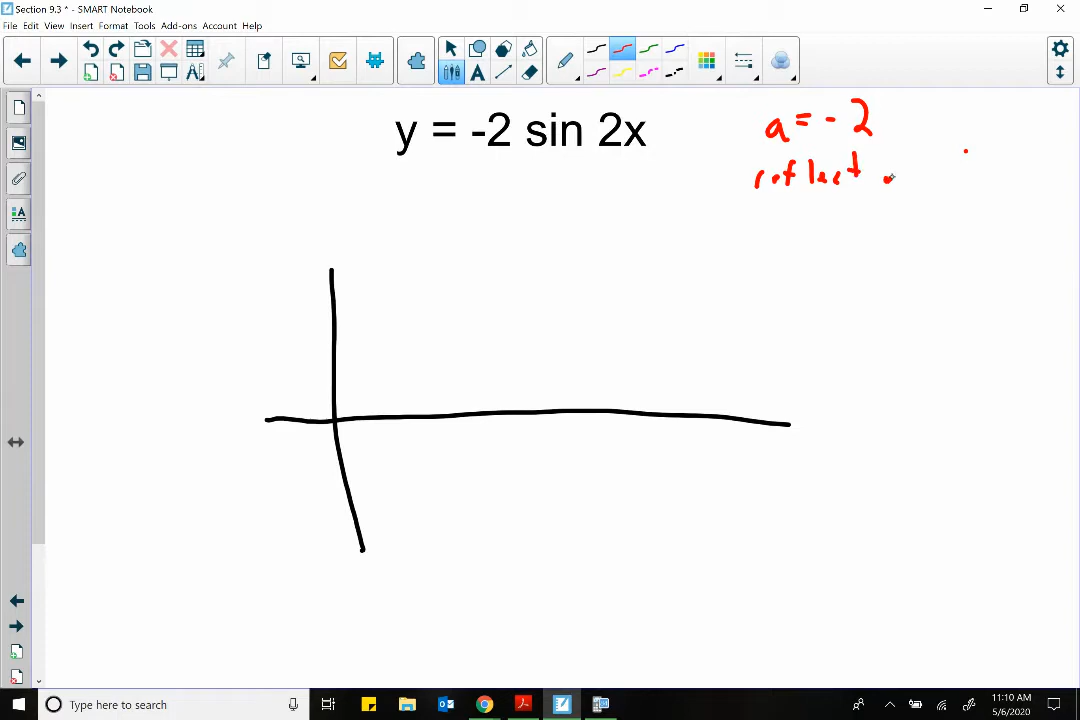 Section 9.3 * - SMART Notebook
File Edit View Insert Format Tools Add-ons Account Help
y = -2 sin 2x
a = - 2
reflect
Type here to search
11:10 AM
5/6/2020